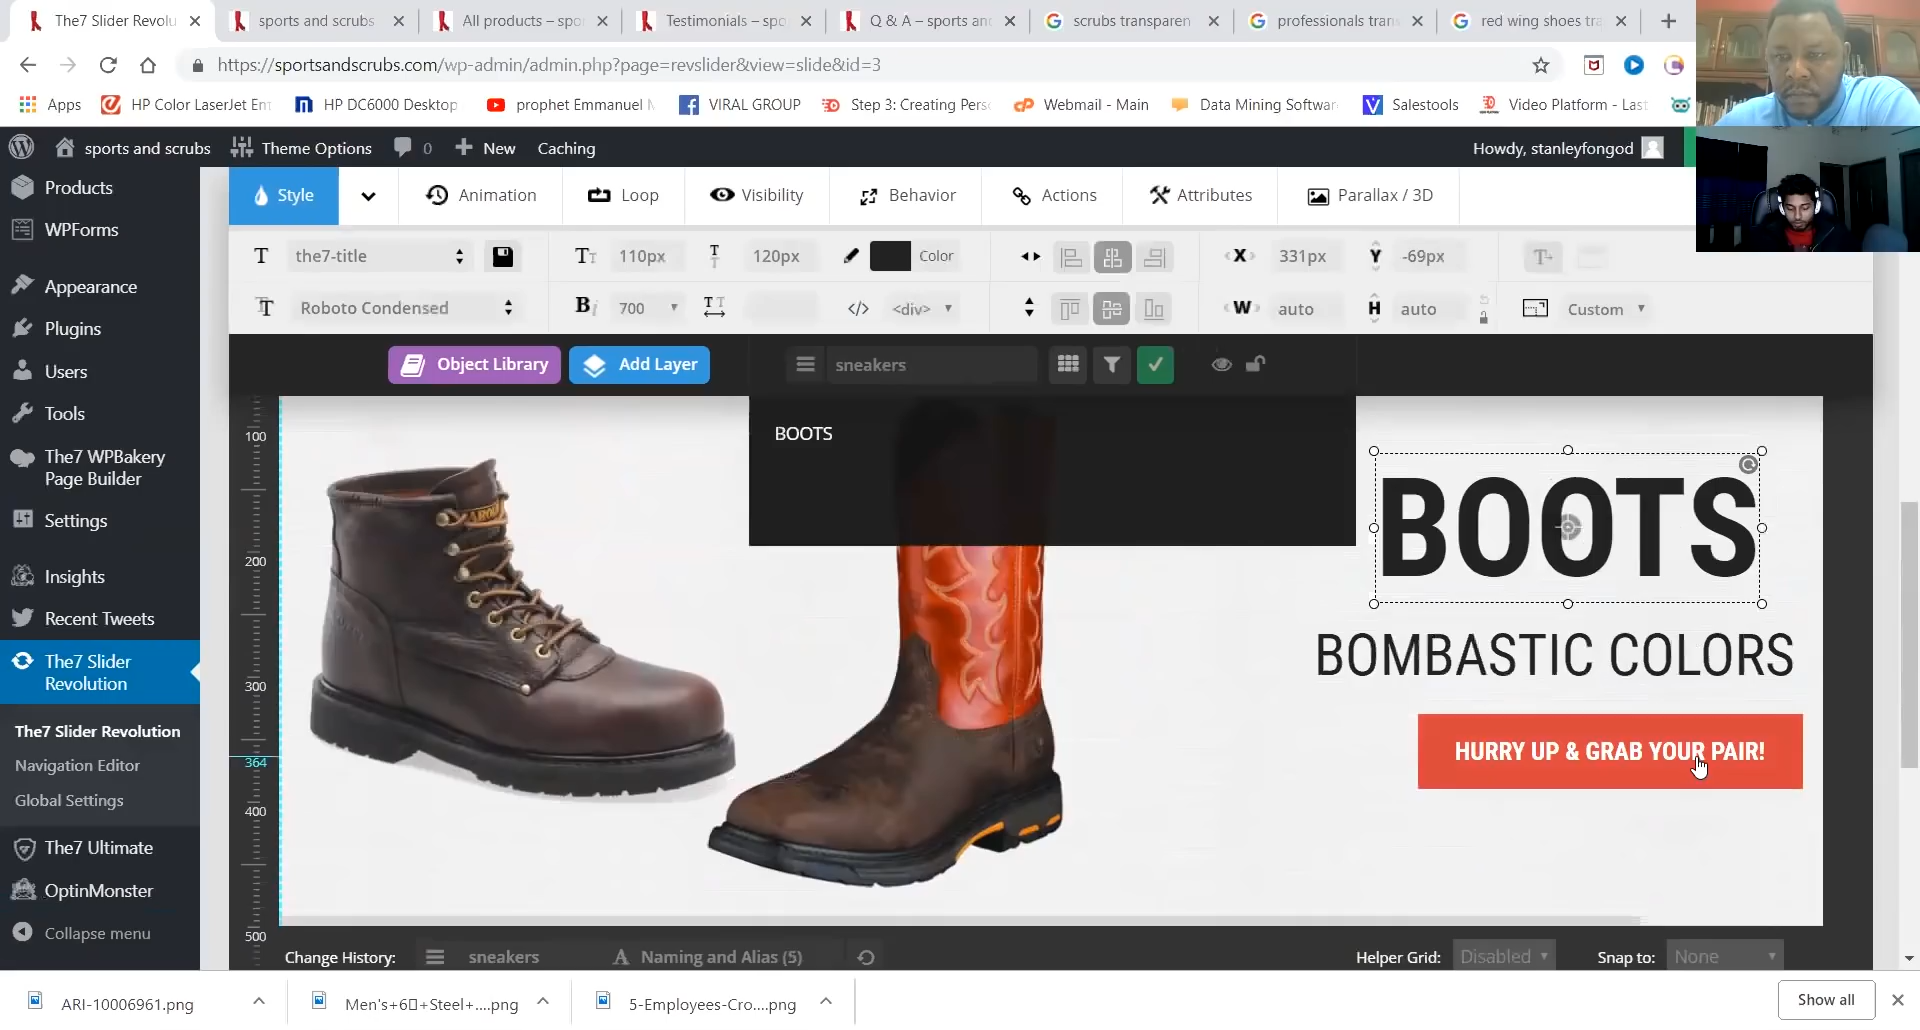 The7 Slider Revolu
sports and scrubs
All products – spo
Testimonials – spo
Q & A – sports an
scrubs transparen
professionals tran
red wing shoes tra
https://sportsandscrubs.com/wp-admin/admin.php?page=revslider&view=slide&id=3
Apps
HP Color LaserJet En
HP DC6000 Desktop
prophet Emmanuel M
VIRAL GROUP
Step 3: Creating Pers
Webmail - Main
Data Mining Softwar
Salestools
Video Platform - Last
sports and scrubs
Theme Options
0
New
Caching
Howdy, stanleyfongod
Products
WPForms
Appearance
Plugins
Users
Tools
The7 WPBakery
Page Builder
Settings
Insights
Recent Tweets
The7 Slider
Revolution
The7 Slider Revolution
Navigation Editor
Global Settings
The7 Ultimate
OptinMonster
Collapse menu
Style
Animation
Loop
Visibility
Behavior
Actions
Attributes
Parallax / 3D
the7-title
110px
120px
Color
X
331px
Y
-69px
Roboto Condensed
700
<div>
W
auto
H
auto
Custom
Object Library
Add Layer
sneakers
BOOTS
100
200
300
364
400
500
BOOTS
BOMBASTIC COLORS
HURRY UP & GRAB YOUR PAIR!
Change History:
sneakers
Naming and Alias (5)
Helper Grid:
Disabled
Snap to:
None
ARI-10006961.png
Men's+6▯+Steel+....png
5-Employees-Cro....png
Show all